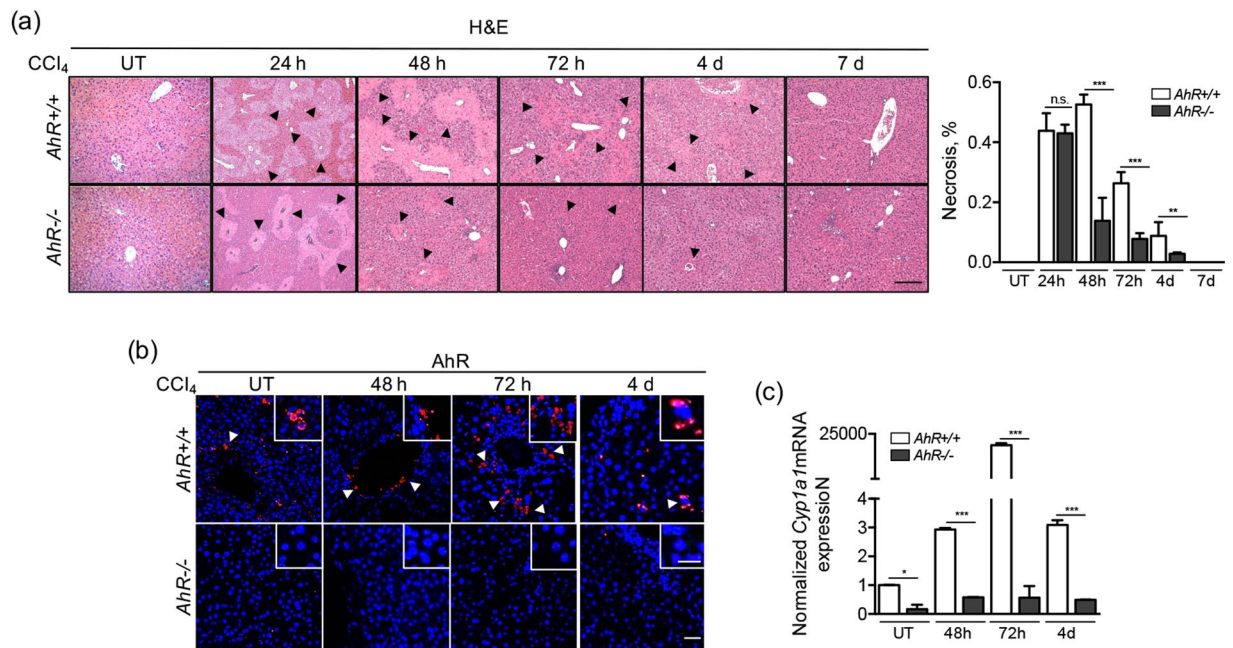 (a)
H&E
CCl₄ UT 24 h 48 h 72 h 4 d 7 d
AhR+/+
AhR-/-
Necrosis, %
0.6
0.4
0.2
0.0
n.s. *** *** **
AhR+/+
AhR-/-
UT 24h 48h 72h 4d 7d
(b)
AhR
CCl₄ UT 48 h 72 h 4 d
AhR+/+
AhR-/-
(c)
Normalized Cyp1a1mRNA
expressioN
25000
4
3
2
1
0
AhR+/+
AhR-/-
* *** *** ***
UT 48h 72h 4d